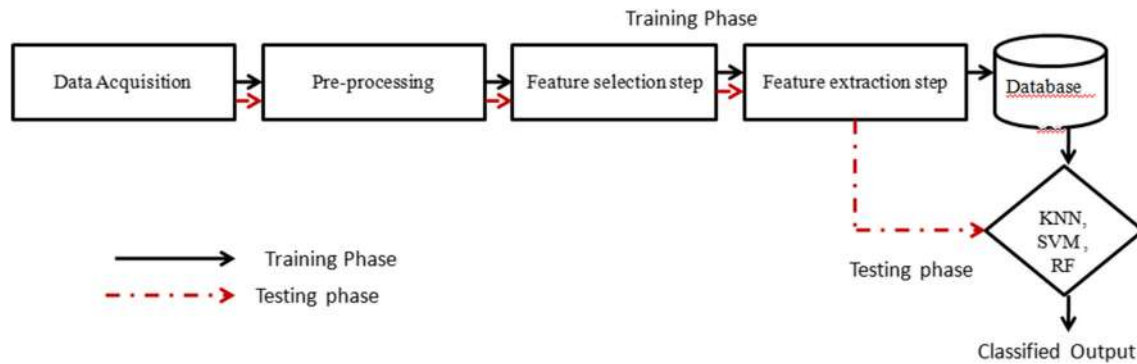 Training Phase
Data Acquisition
Pre-processing
Feature selection step
Feature extraction step
Database
KNN,
SVM ,
RF
Training Phase
Testing phase
Testing phase
Classified Output